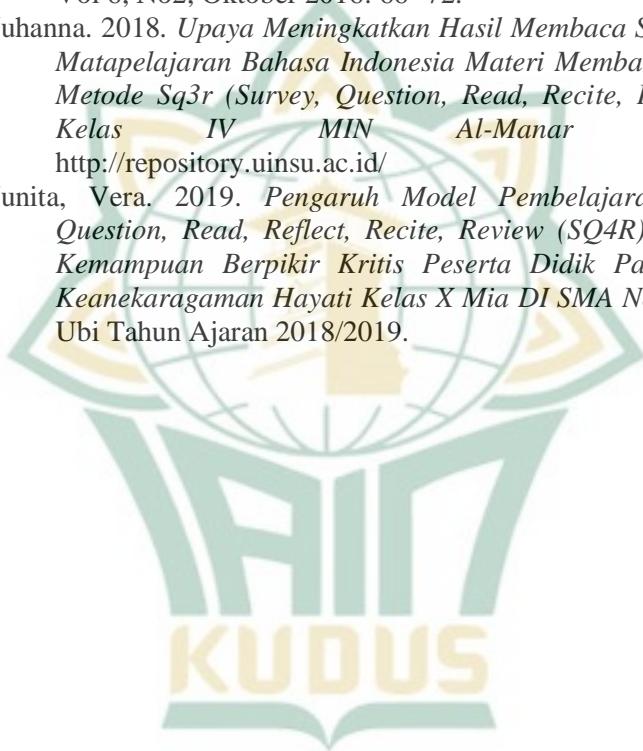 Vol 6, No2, Oktober 2016: 68
uhanna. 2018. Upaya Meningkatkan Hasil Membaca S
Matapelajaran Bahasa Indonesia Materi Memba
Metode Sq3r (Survey, Question, Read, Recite,
Kelas IV MIN Al-Manar
http://repository.uinsu.ac.id/
unita, Vera. 2019. Pengaruh Model Pembelajara
Question, Read, Reflect, Recite, Review (SQ4R)
Kemampuan Berpikir Kritis Peserta Didik Pa
Keanekaragaman Hayati Kelas X Mia DI SMA N
Ubi Tahun Ajaran 2018/2019.
IAIN
KUDUS